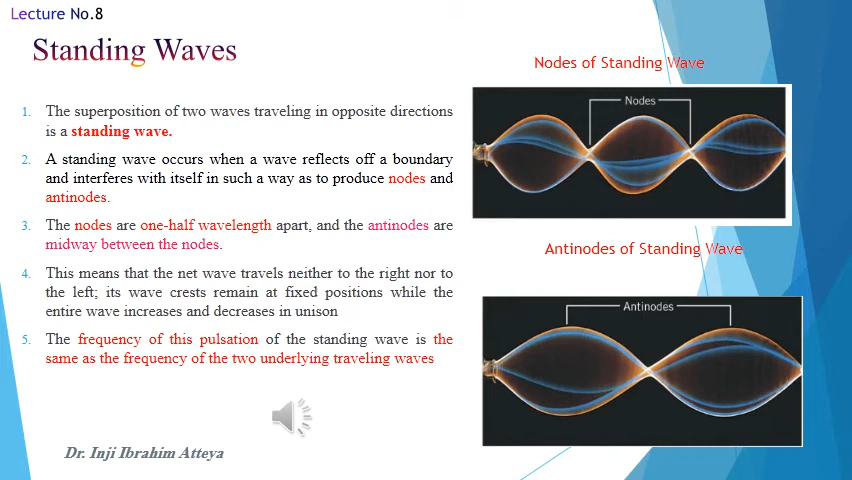 Lecture No.8
Standing Waves
1. The superposition of two waves traveling in opposite directions
is a standing wave.
2. A standing wave occurs when a wave reflects off a boundary
and interferes with itself in such a way as to produce nodes and
antinodes.
3. The nodes are one-half wavelength apart, and the antinodes are
midway between the nodes.
4. This means that the net wave travels neither to the right nor to
the left; its wave crests remain at fixed positions while the
entire wave increases and decreases in unison
5. The frequency of this pulsation of the standing wave is the
same as the frequency of the two underlying traveling waves
Dr. Inji Ibrahim Atteya
Nodes of Standing Wave
Nodes
Antinodes of Standing Wave
Antinodes